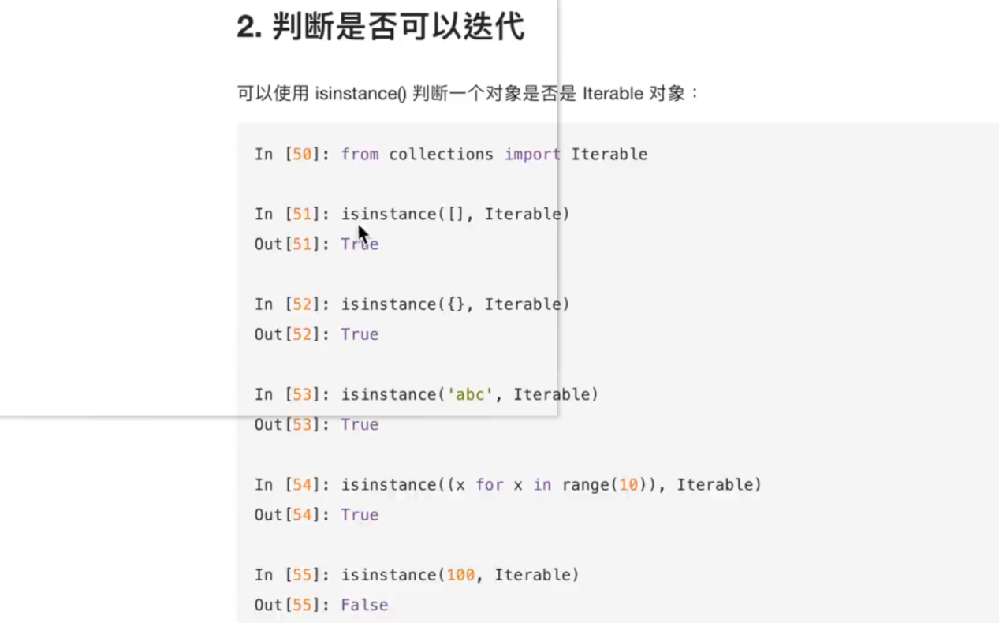 2. 判断是否可以迭代
可以使用 isinstance() 判断一个对象是否是 Iterable 对象：
In [50]: from collections import Iterable
In [51]: isinstance([], Iterable)
Out[51]: True
In [52]: isinstance({}, Iterable)
Out[52]: True
In [53]: isinstance('abc', Iterable)
Out[53]: True
In [54]: isinstance((x for x in range(10)), Iterable)
Out[54]: True
In [55]: isinstance(100, Iterable)
Out[55]: False